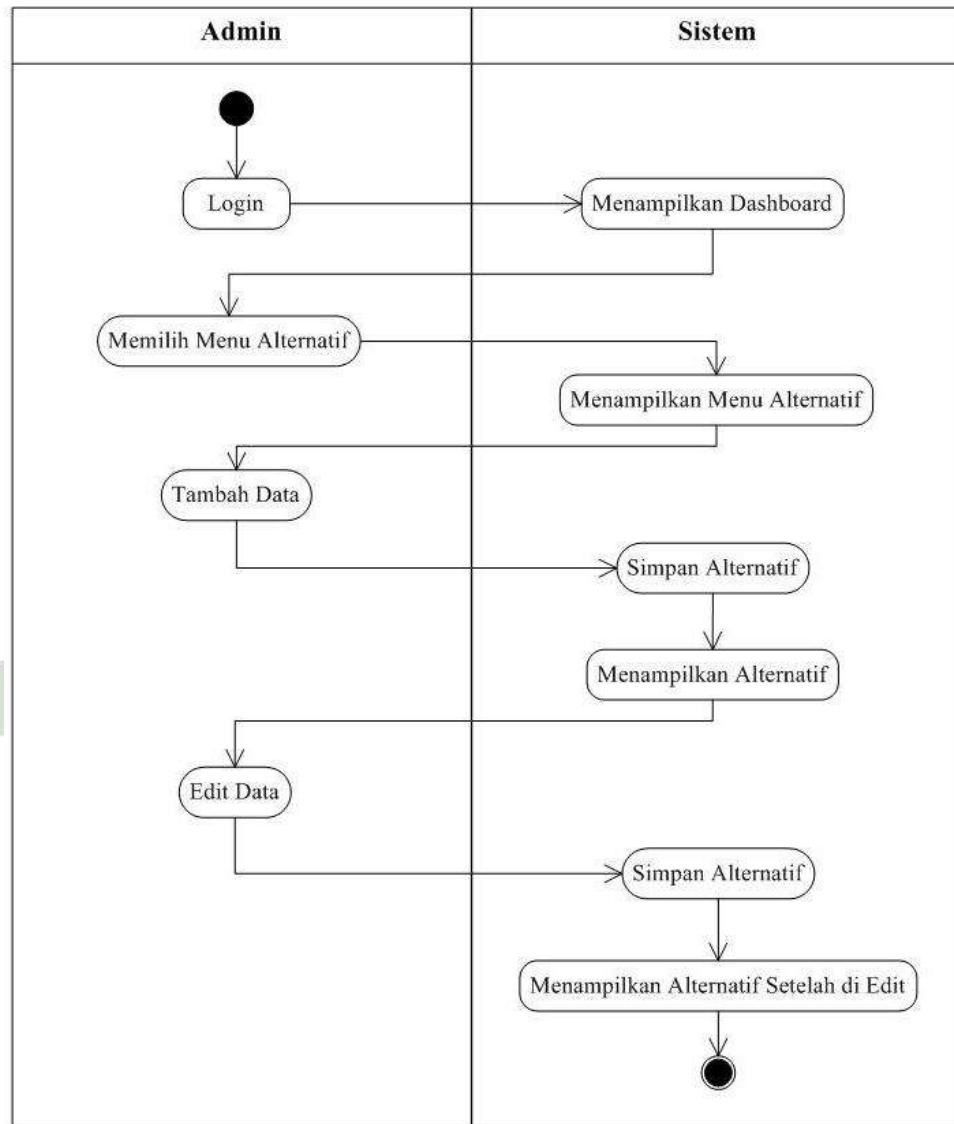 Admin
Sistem
Login
Menampilkan Dashboard
Memilih Menu Alternatif
Menampilkan Menu Alternatif
Tambah Data
Simpan Alternatif
Menampilkan Alternatif
Edit Data
Simpan Alternatif
Menampilkan Alternatif Setelah di Edit